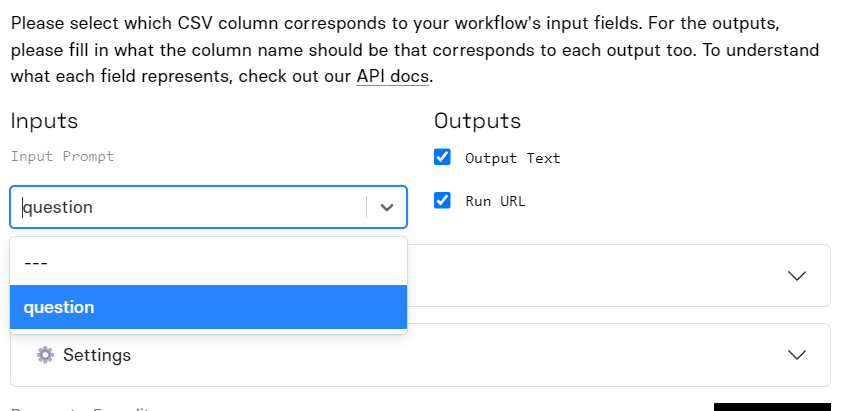 Please select which CSV column corresponds to your workflow's input fields. For the outputs,
please fill in what the column name should be that corresponds to each output too. To understand
what each field represents, check out our API docs.
Inputs
Outputs
Input Prompt
Output Text
question
Run URL
---
question
Settings